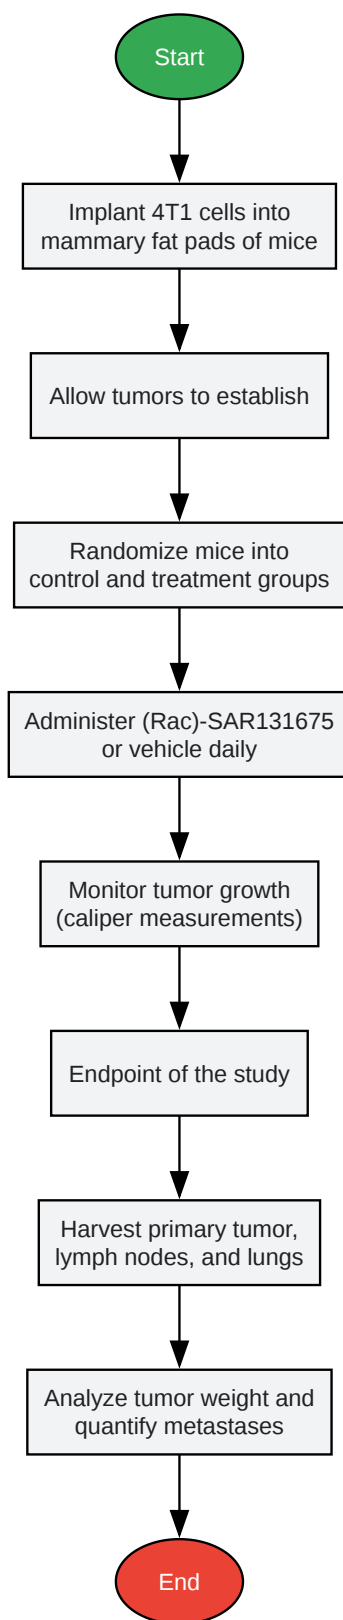 Start
Implant 4T1 cells into
mammary fat pads of mice
Allow tumors to establish
Randomize mice into
control and treatment groups
Administer (Rac)-SAR131675
or vehicle daily
Monitor tumor growth
(caliper measurements)
Endpoint of the study
Harvest primary tumor,
lymph nodes, and lungs
Analyze tumor weight and
quantify metastases
End